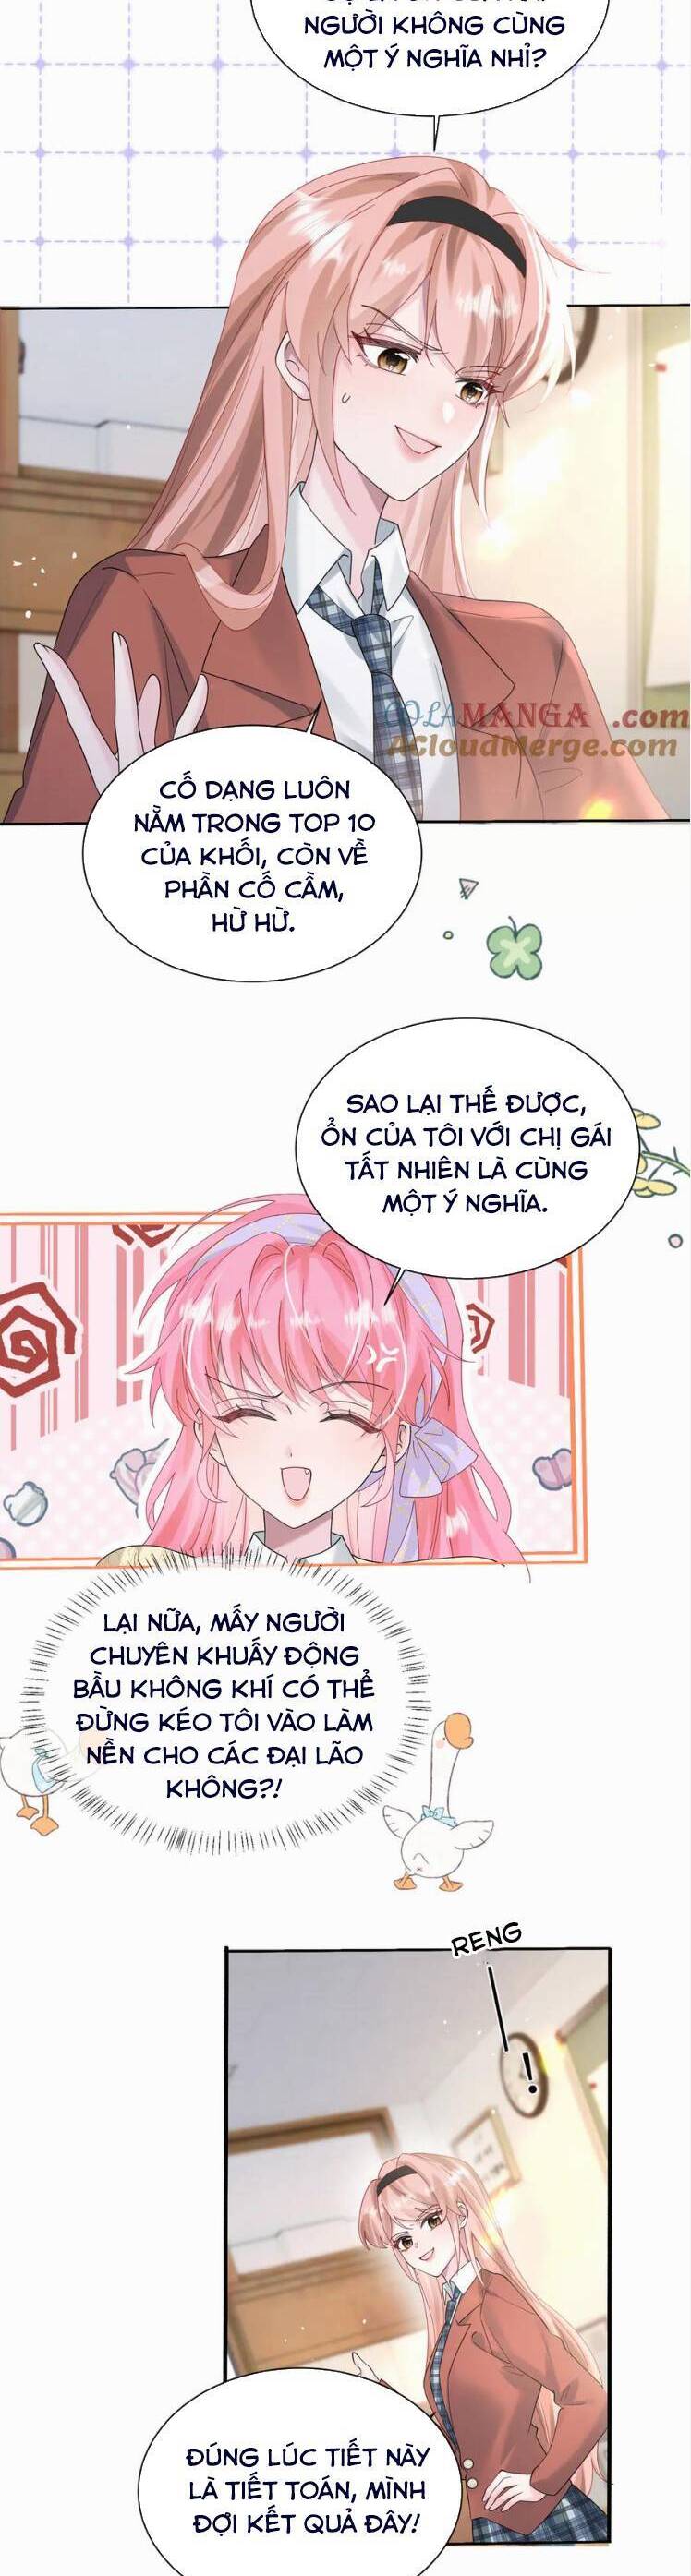 NGƯỜI KHÔNG CÙNG
MỘT Ý NGHĨA NHỈ?
COLAMANGA.com
ACloudMerge.com
CỐ DẠNG LUÔN
NẰM TRONG TOP 10
CỦA KHỐI, CÒN VỀ
PHẦN CỐ CẦM,
HỪ HỪ.
SAO LẠI THẾ ĐƯỢC,
ỔN CỦA TÔI VỚI CHỊ GÁI
TẤT NHIÊN LÀ CÙNG
MỘT Ý NGHĨA.
LẠI NỮA, MẤY NGƯỜI
CHUYÊN KHUẤY ĐỘNG
BẦU KHÔNG KHÍ CÓ THỂ
ĐỪNG KÉO TÔI VÀO LÀM
NỀN CHO CÁC ĐẠI LÃO
KHÔNG?!
RENG
!
ĐÚNG LÚC TIẾT NÀY
LÀ TIẾT TOÁN, MÌNH
ĐỢI KẾT QUẢ ĐÂY!